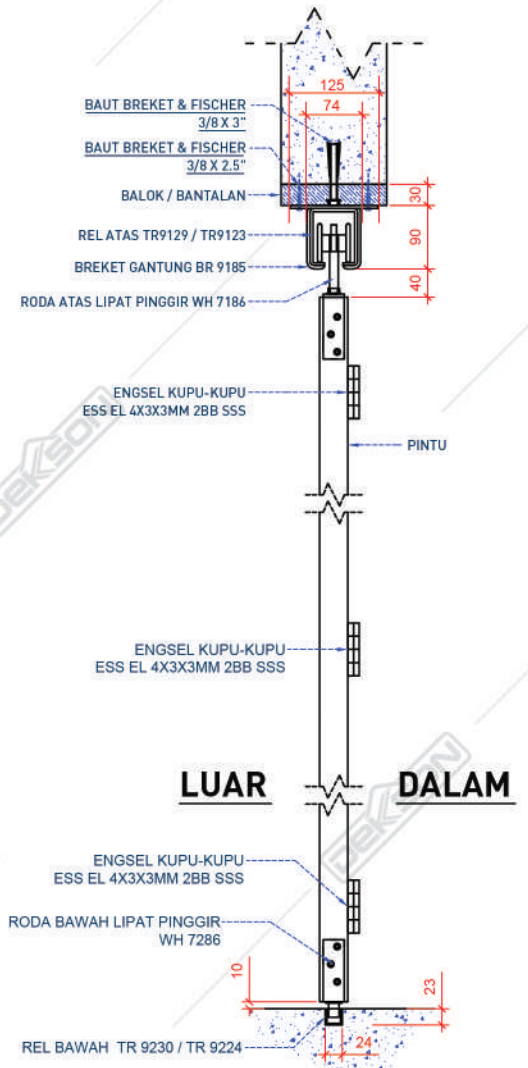 125
74
BAUT BREKET & FISCHER
3/8 X 3"
BAUT BREKET & FISCHER
3/8 X 2.5"
BALOK / BANTALAN
30
REL ATAS TR9129 / TR9123
90
BREKET GANTUNG BR 9185
40
RODA ATAS LIPAT PINGGIR WH 7186
ENGSEL KUPU-KUPU
ESS EL 4X3X3MM 2BB SSS
PINTU
DEKSON
ENGSEL KUPU-KUPU
ESS EL 4X3X3MM 2BB SSS
LUAR
DALAM
DEKSON
ENGSEL KUPU-KUPU
ESS EL 4X3X3MM 2BB SSS
RODA BAWAH LIPAT PINGGIR
WH 7286
10
23
REL BAWAH TR 9230 / TR 9224
24